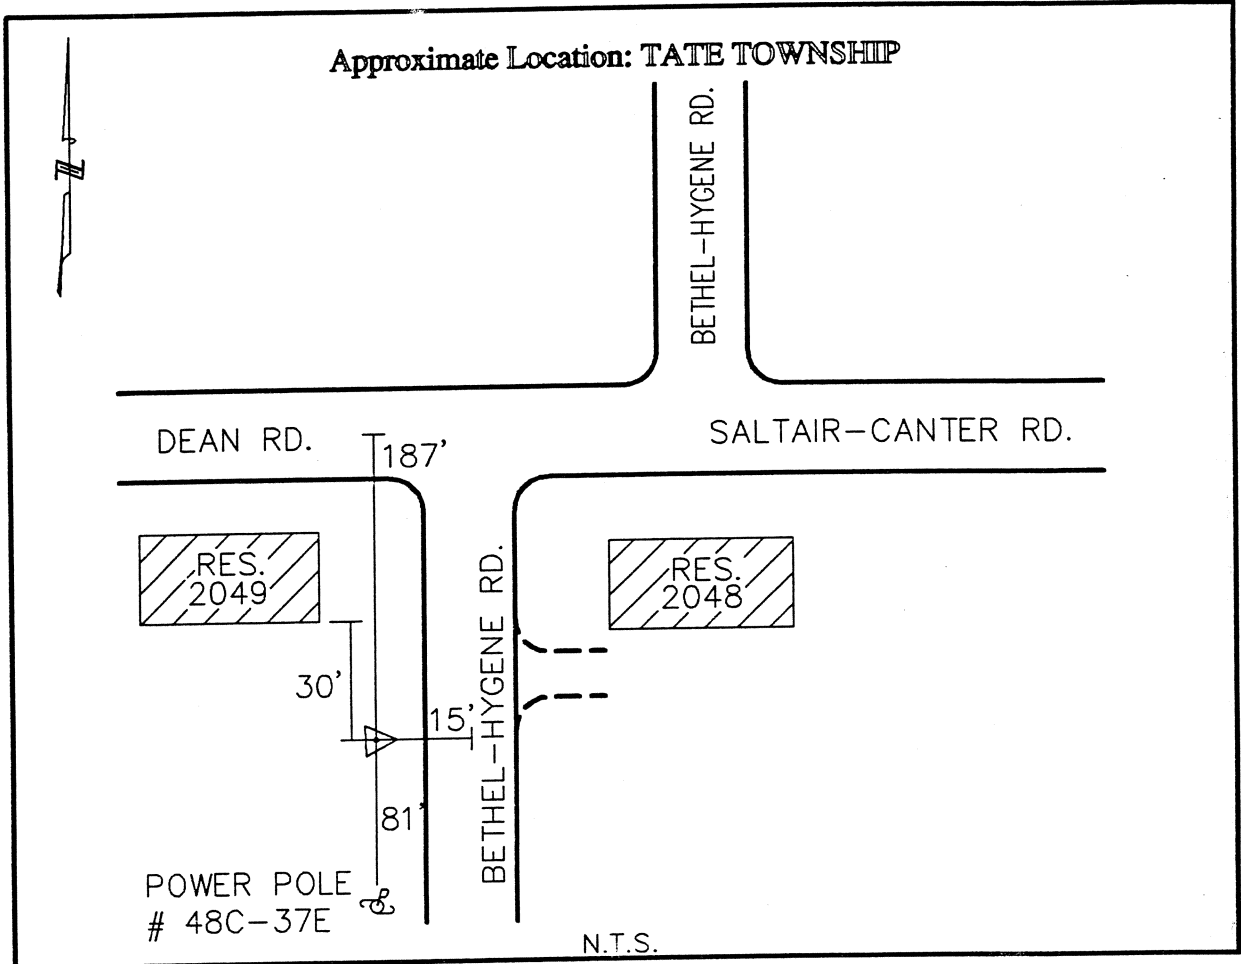 Approximate Location: TATE TOWNSHIP
N
BETHEL-HYGENE RD.
DEAN RD.
187'
SALTAIR-CANTER RD.
RES.
2049
RES.
2048
30'
15'
BETHEL-HYGENE RD.
81'
POWER POLE
# 48C-37E
N.T.S.